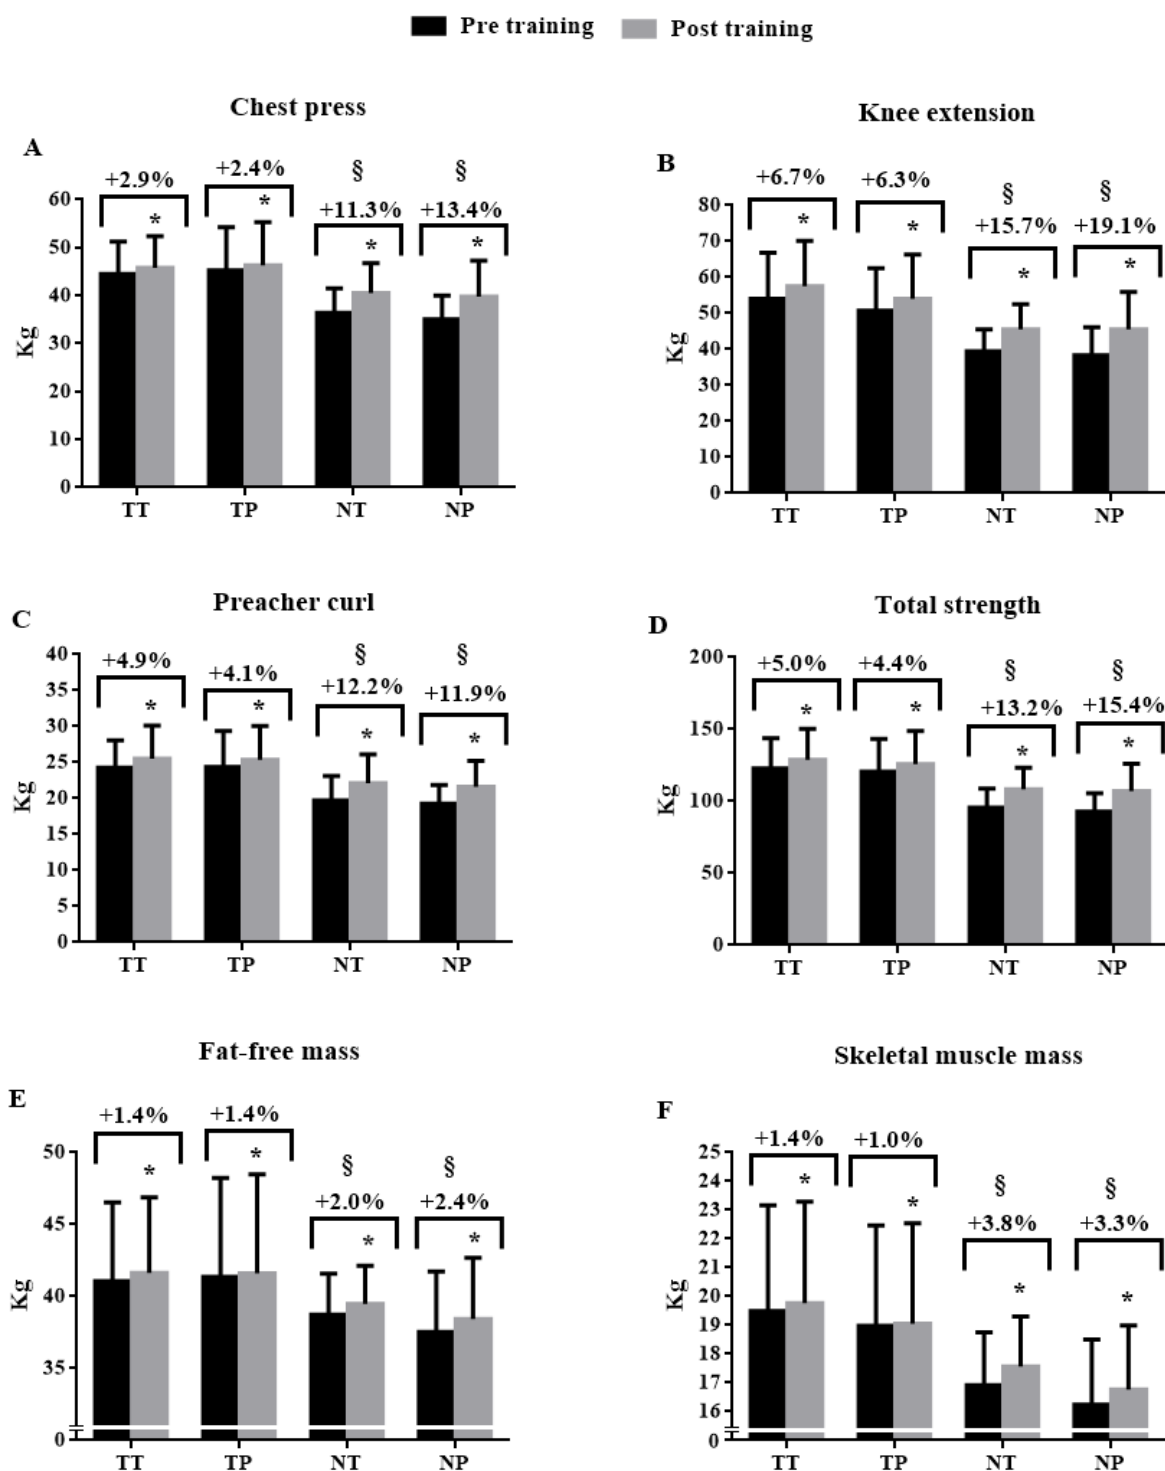 Pre training Post training
Chest press
A
+2.9% +2.4% § §
+11.3% +13.4%
* * * *
60
50
40
30
20
10
0
Kg
TT TP NT NP
Knee extension
B
+6.7% +6.3% § §
+15.7% +19.1%
* * * *
80
70
60
50
40
30
20
10
0
Kg
TT TP NT NP
Preacher curl
C
+4.9% +4.1% § §
+12.2% +11.9%
* * * *
40
35
30
25
20
15
10
5
0
Kg
TT TP NT NP
Total strength
D
+5.0% +4.4% § §
+13.2% +15.4%
* * * *
200
150
100
50
0
Kg
TT TP NT NP
Fat-free mass
E
+1.4% +1.4% § §
+2.0% +2.4%
* * * *
50
45
40
35
0
Kg
TT TP NT NP
Skeletal muscle mass
F
+1.4% +1.0% § §
+3.8% +3.3%
* * * *
25
24
23
22
21
20
19
18
17
16
0
Kg
TT TP NT NP